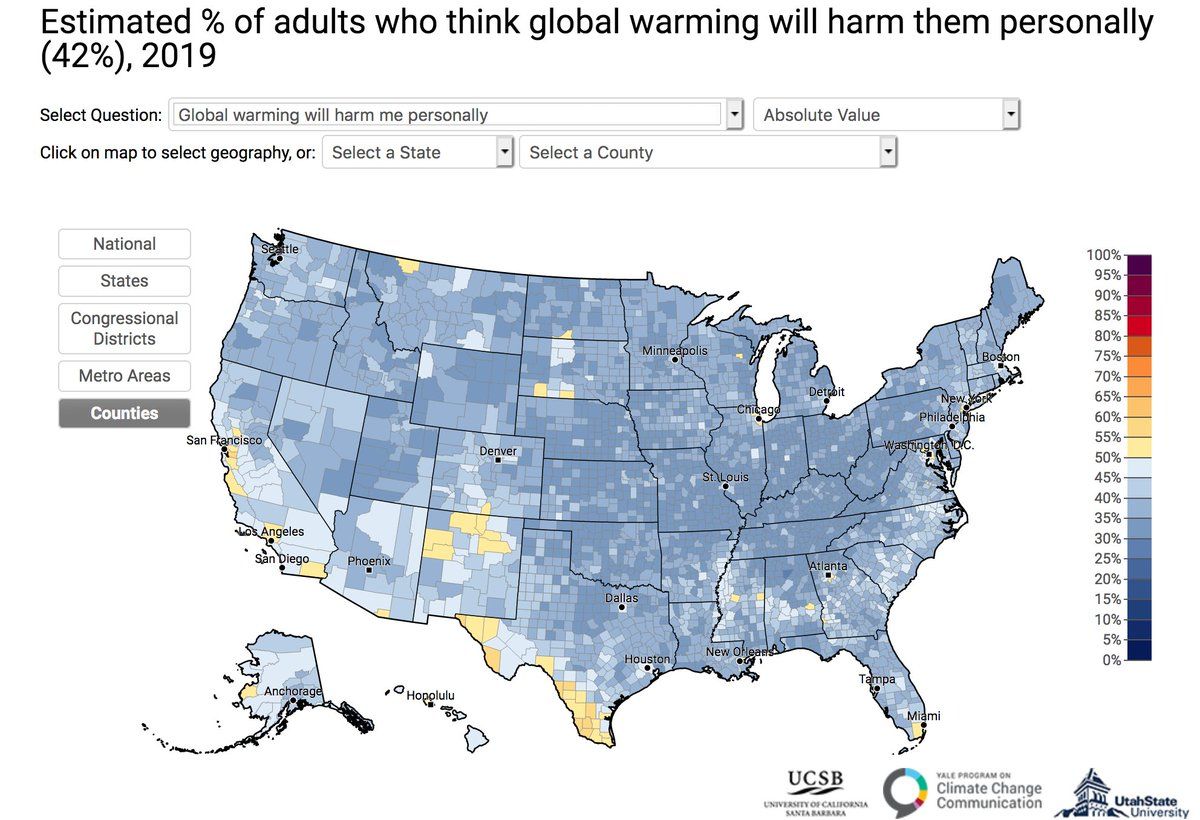 Estimated % of adults who think global warming will harm them personally
(42%), 2019
Select Question:
Global warming will harm me personally
Absolute Value
Click on map to select geography, or:
Select a State
Select a County
National
States
Congressional
Districts
Metro Areas
Counties
Seattle
Minneapolis
Boston
Detroit
New York
Chicago
Philadelphia
San Francisco
Washington, D.C.
Denver
St. Louis
Los Angeles
San Diego
Phoenix
Atlanta
Dallas
Houston
New Orleans
Tampa
Anchorage
Honolulu
Miami
100%
95%
90%
85%
80%
75%
70%
65%
60%
55%
50%
45%
40%
35%
30%
25%
20%
15%
10%
5%
0%
UCSB
UNIVERSITY OF CALIFORNIA
SANTA BARBARA
YALE PROGRAM ON
Climate Change
Communication
UtahState
University